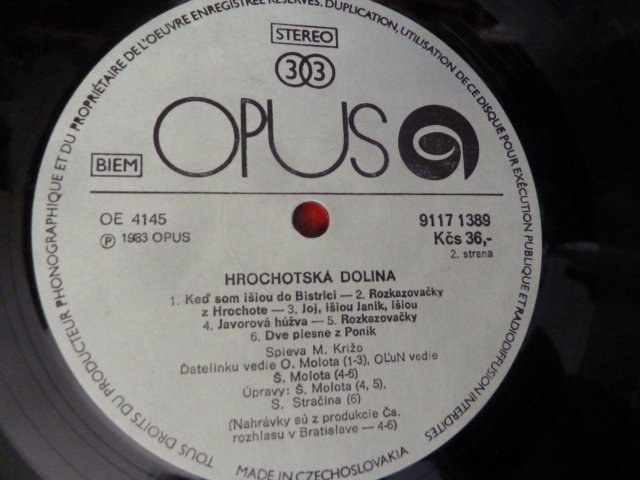 TOUS DROITS DU PRODUCTEUR PHONOGRAPHIQUE ET DU PROPRIÉTAIRE DE L'OEUVRE ENREGISTRÉE RÉSERVÉS. DUPLICATION, UTILISATION DE CE DISQUE POUR EXÉCUTION PUBLIQUE ET RADIODIFFUSION INTERDITES
STEREO
33
OPUS
BIEM
OE 4145
℗ 1983 OPUS
9117 1389
Kčs 36,-
2. strana
HROCHOTSKÁ DOLINA
1. Keď som išiou do Bistrici — 2. Rozkazovačky
z Hrochote — 3. Joj, išiou Janík, išiou
4. Javorová húžva — 5. Rozkazovačky
6. Dve piesne z Poník
Spieva M. Križo
Ďatelinku vedie O. Molota (1-3), OĽuN vedie
Š. Molota (4-6)
Úpravy: Š. Molota (4, 5),
S. Stračina (6)
(Nahrávky sú z produkcie Čs.
rozhlasu v Bratislave — 4-6)
MADE IN CZECHOSLOVAKIA